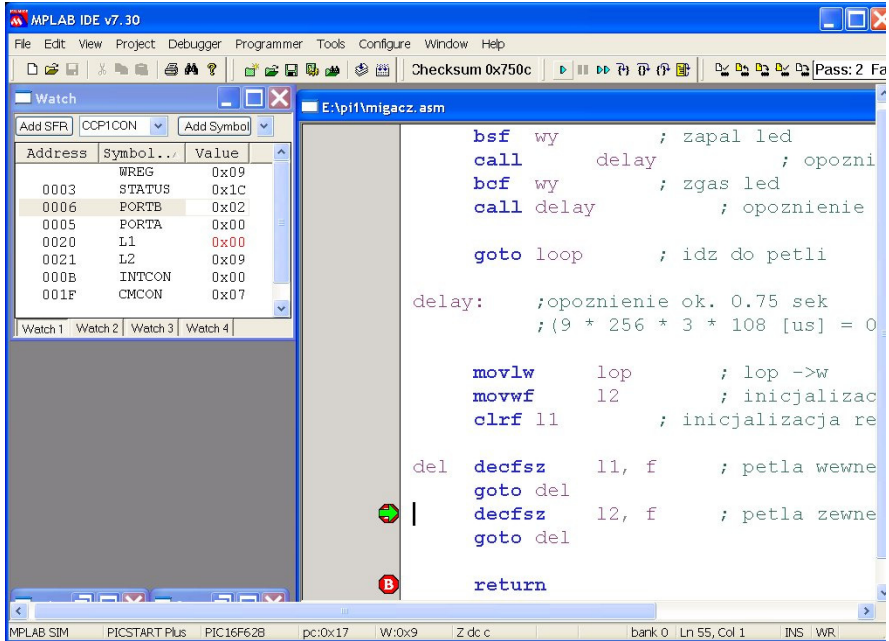 MPLAB IDE v7.30
File Edit View Project Debugger Programmer Tools Configure Window Help
Checksum 0x750c Pass: 2 Fa
Watch
Add SFR CCP1CON Add Symbol
Address Symbol.. Value
WREG 0x09
0003 STATUS 0x1C
0006 PORTB 0x02
0005 PORTA 0x00
0020 L1 0x00
0021 L2 0x09
000B INTCON 0x00
001F CMCON 0x07
Watch 1 Watch 2 Watch 3 Watch 4
E:\pi1\migacz.asm
bsf wy ; zapal led
call delay ; opozni
bcf wy ; zgas led
call delay ; opoznienie
goto loop ; idz do petli
delay: ;opoznienie ok. 0.75 sek
;(9 * 256 * 3 * 108 [us] = 0
movlw lop ; lop ->w
movwf l2 ; inicjalizac
clrf l1 ; inicjalizacja re
del decfsz l1, f ; petla wewne
goto del
decfsz l2, f ; petla zewne
goto del
B return
MPLAB SIM PICSTART Plus PIC16F628 pc:0x17 W:0x9 Z dc c bank 0 Ln 55, Col 1 INS WR